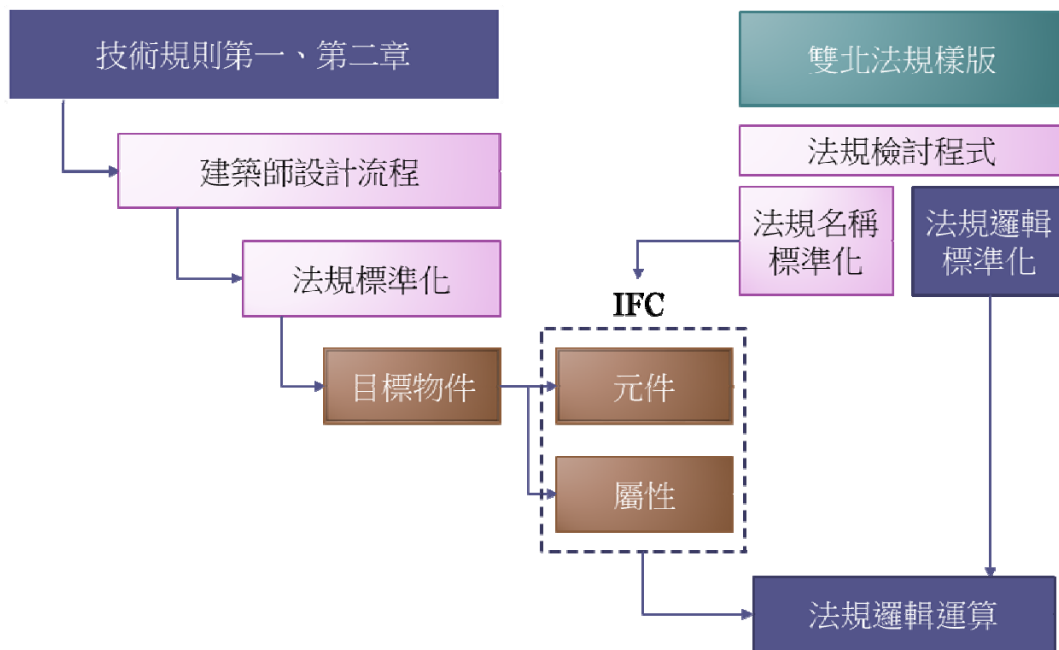 技術規則第一、第二章
雙北法規樣版
建築師設計流程
法規檢討程式
法規名稱
標準化
法規邏輯
標準化
法規標準化
IFC
目標物件
元件
屬性
法規邏輯運算